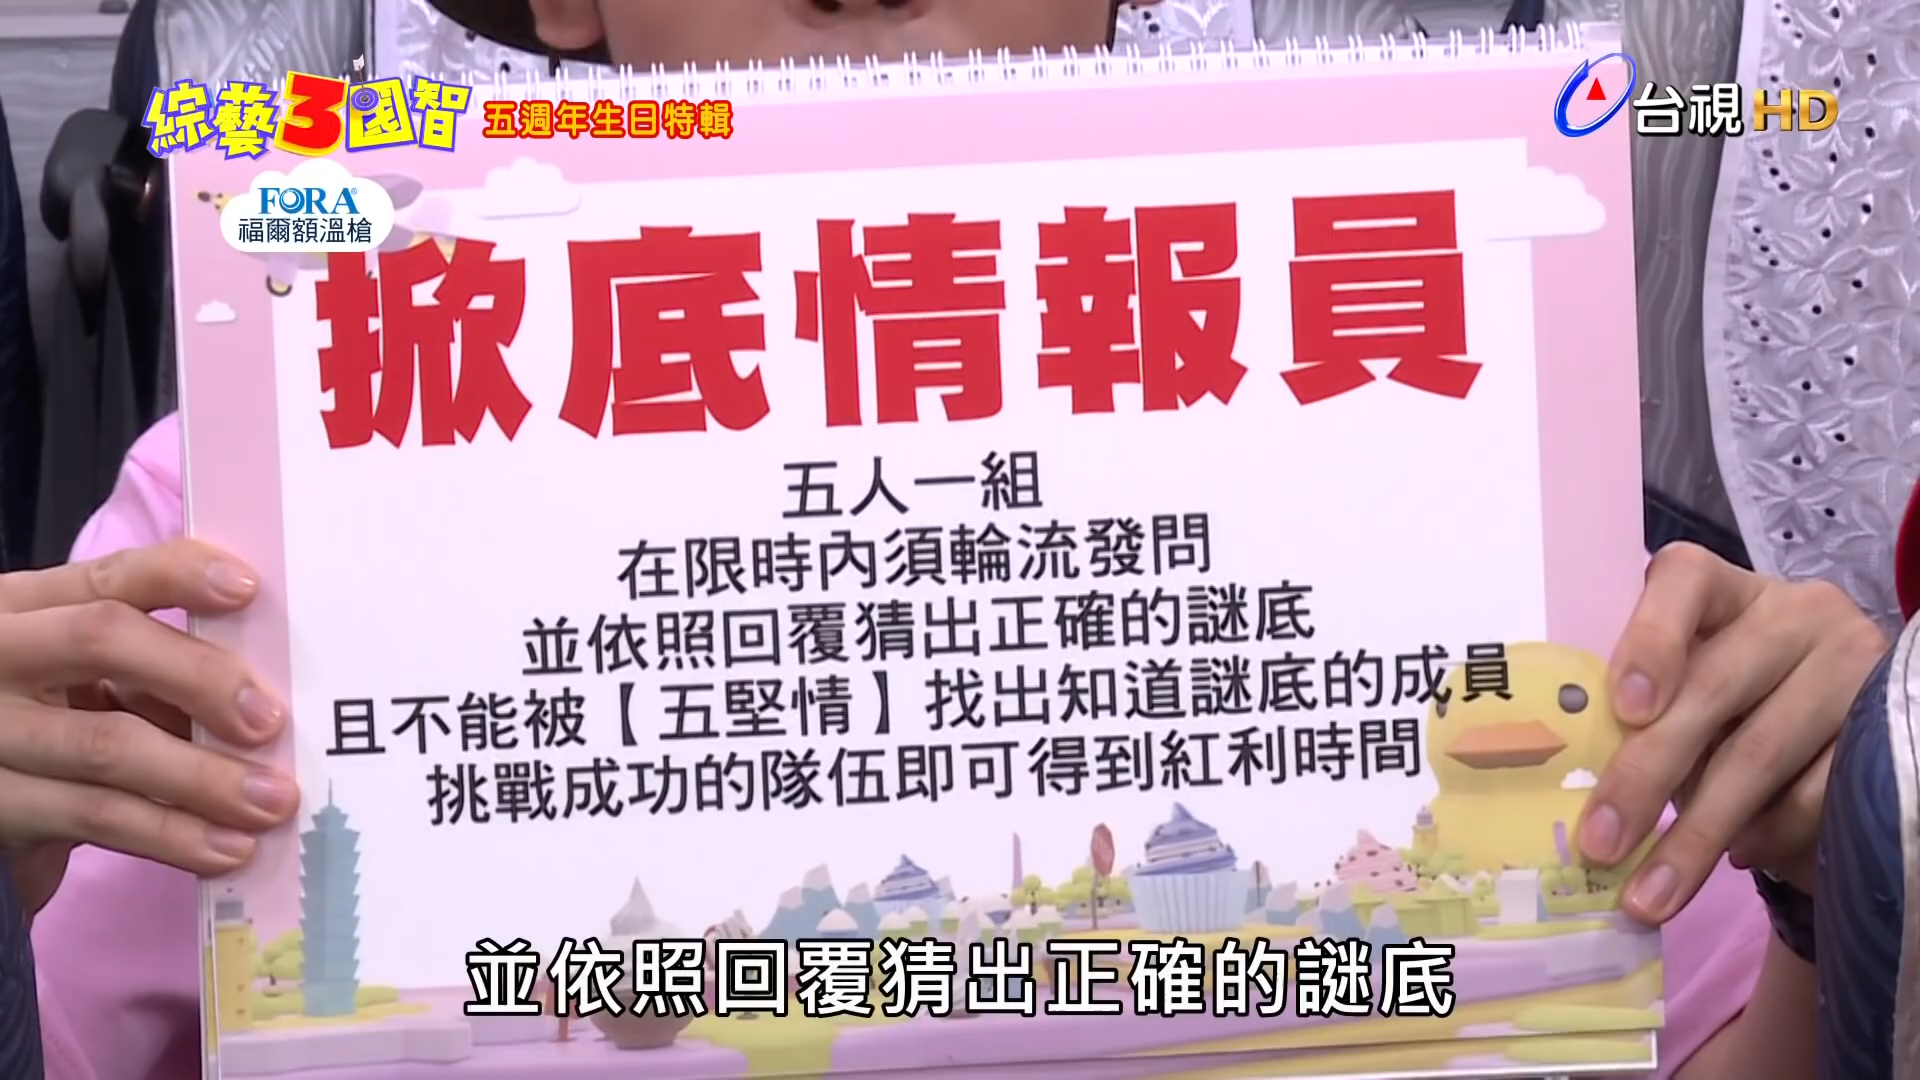 綜藝3國智
五週年生日特輯
台視HD
FORA
福爾額溫槍
掀底情報員
五人一組
在限時內須輪流發問
並依照回覆猜出正確的謎底
且不能被【五堅情】找出知道謎底的成員
挑戰成功的隊伍即可得到紅利時間
並依照回覆猜出正確的謎底